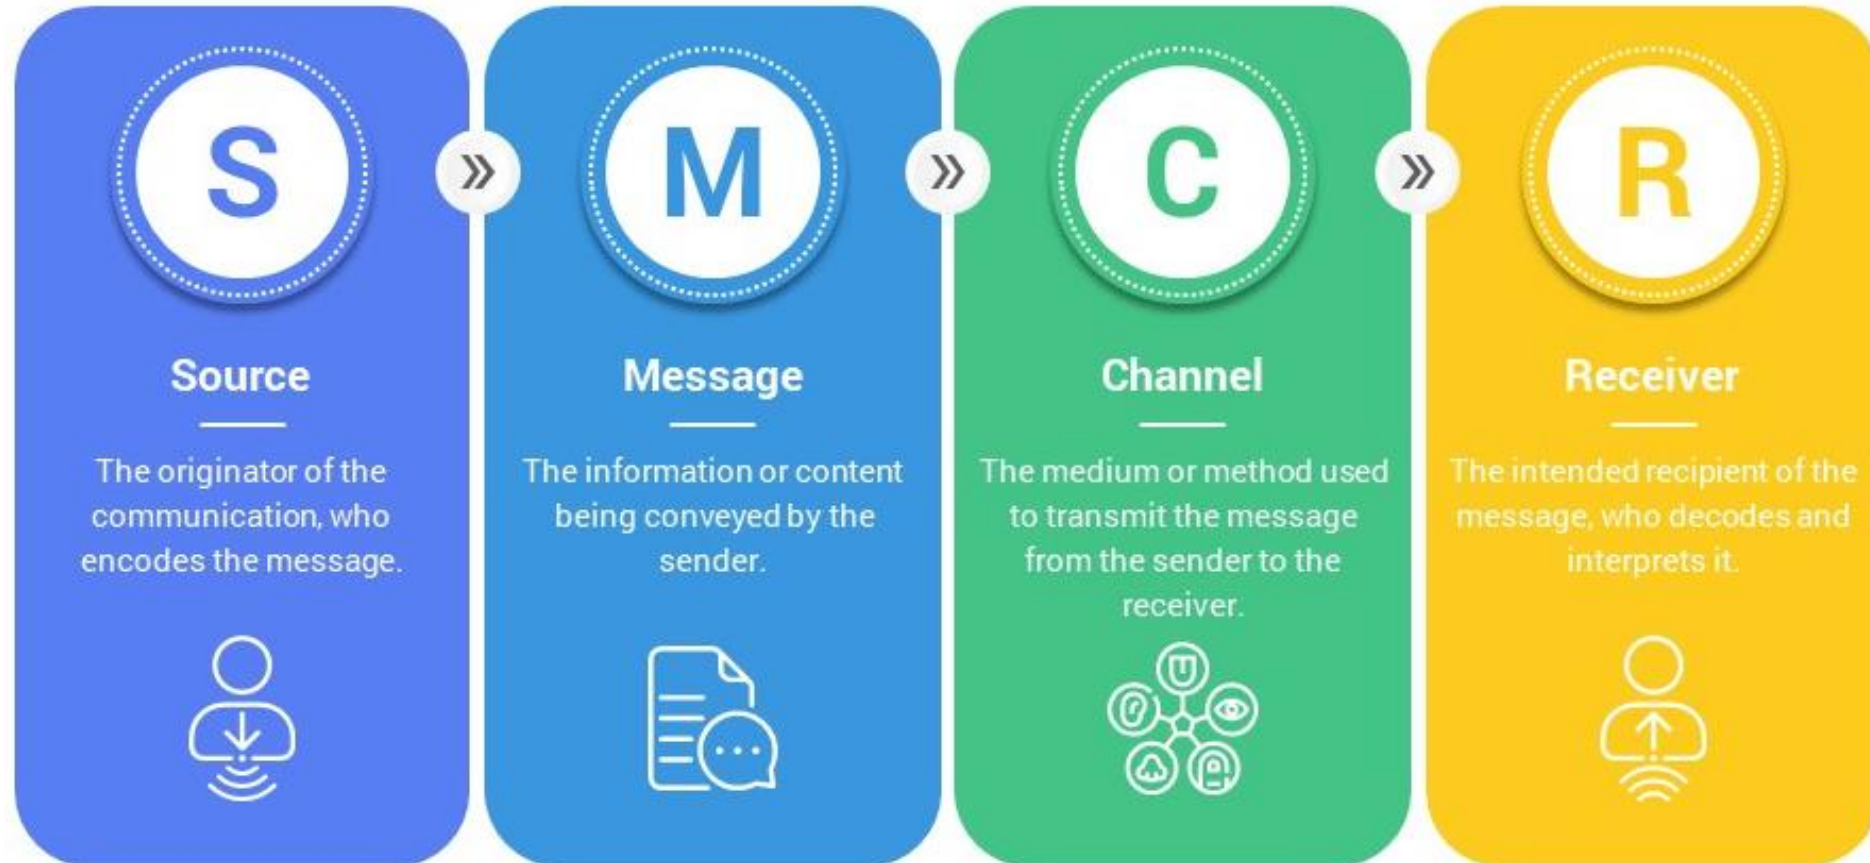 S
Source
The originator of the
communication, who
encodes the message.
M
Message
The information or content
being conveyed by the
sender.
C
Channel
The medium or method used
to transmit the message
from the sender to the
receiver.
R
Receiver
The intended recipient of the
message, who decodes and
interprets it.